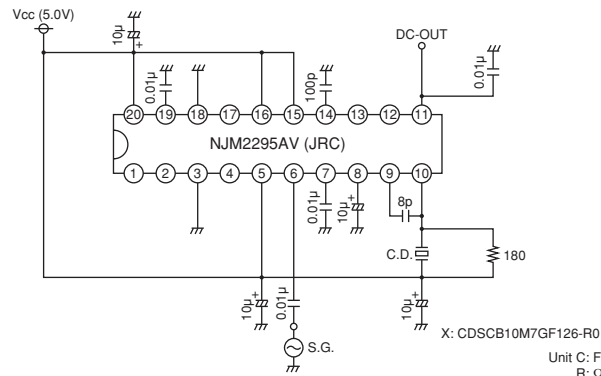 Vcc (5.0V)
10µ
+
0.01µ
100p
DC-OUT
0.01µ
20 19 18 17 16 15 14 13 12 11
NJM2295AV (JRC)
1 2 3 4 5 6 7 8 9 10
0.01µ
10µ
+
8p
C.D.
180
10µ
+
0.01µ
10µ
+
S.G.
X: CDSCB10M7GF126-R0
Unit C: F
R: